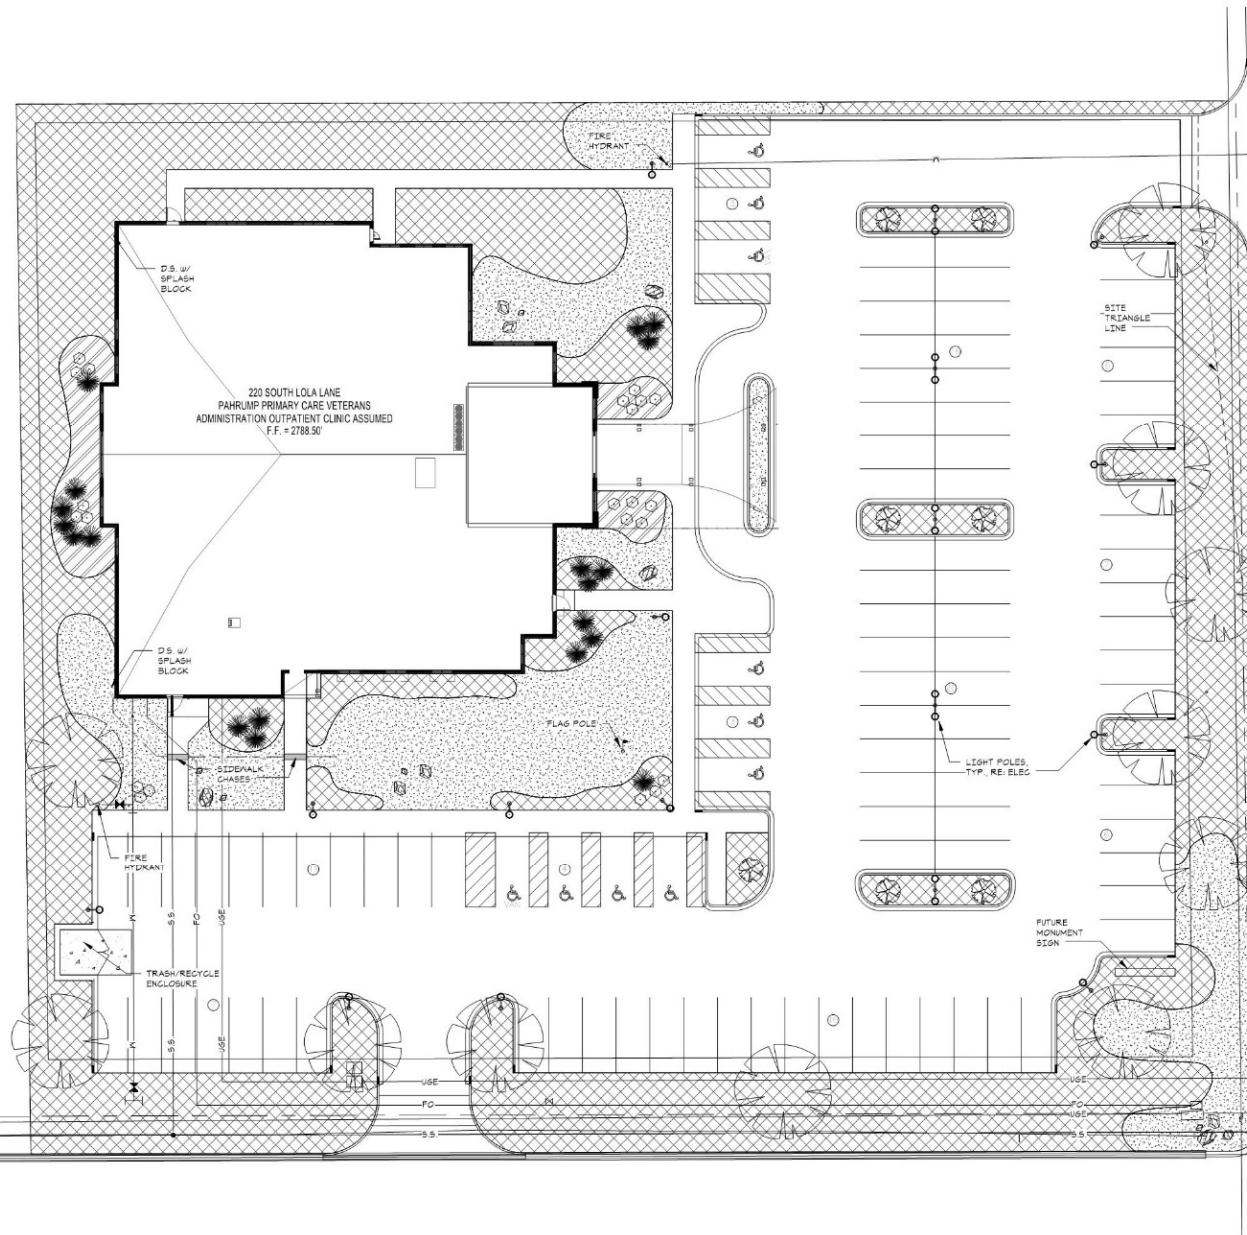 FIRE
HYDRANT
D.S. W/
SPLASH
BLOCK
SITE
TRIANGLE
LINE
220 SOUTH LOLA LANE
PAHRUMP PRIMARY CARE VETERANS
ADMINISTRATION OUTPATIENT CLINIC ASSUMED
F.F. = 2788.50'
D.S. W/
SPLASH
BLOCK
FLAG POLE
SIDEWALK
CHASES
LIGHT POLES,
TYP., RE: ELEC
FIRE
HYDRANT
W
S.S
FO
UGE
FUTURE
MONUMENT
SIGN
TRASH/RECYCLE
ENCLOSURE
W
S.S
UGE
UGE
UGE
FO
FO
UGE
S.S
S.S